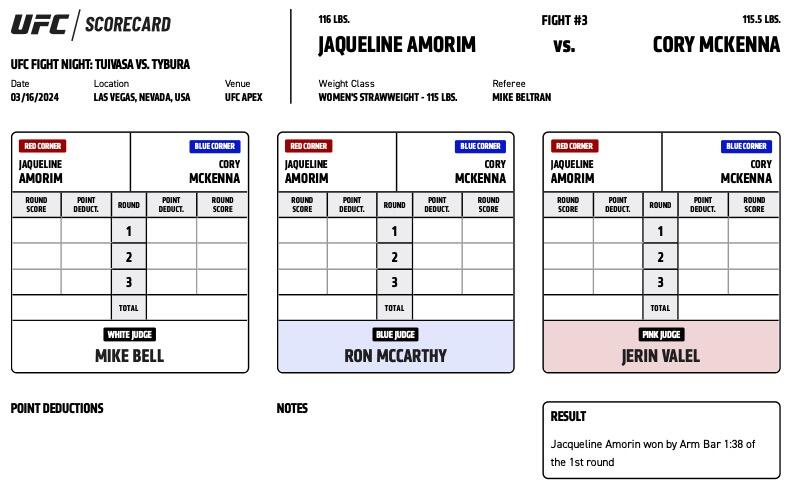 UFC SCORECARD
UFC FIGHT NIGHT: TUIVASA VS. TYBURA
Date Location Venue
03/16/2024 LAS VEGAS, NEVADA, USA UFC APEX
116 LBS. FIGHT #3 115.5 LBS.
JAQUELINE AMORIM vs. CORY MCKENNA
Weight Class Referee
WOMEN'S STRAWWEIGHT - 115 LBS. MIKE BELTRAN
RED CORNER BLUE CORNER
JAQUELINE CORY
AMORIM MCKENNA
ROUND SCORE POINT DEDUCT. ROUND POINT DEDUCT. ROUND SCORE
1
2
3
TOTAL
WHITE JUDGE
MIKE BELL
RED CORNER BLUE CORNER
JAQUELINE CORY
AMORIM MCKENNA
ROUND SCORE POINT DEDUCT. ROUND POINT DEDUCT. ROUND SCORE
1
2
3
TOTAL
BLUE JUDGE
RON MCCARTHY
RED CORNER BLUE CORNER
JAQUELINE CORY
AMORIM MCKENNA
ROUND SCORE POINT DEDUCT. ROUND POINT DEDUCT. ROUND SCORE
1
2
3
TOTAL
PINK JUDGE
JERIN VALEL
POINT DEDUCTIONS
NOTES
RESULT
Jacqueline Amorin won by Arm Bar 1:38 of
the 1st round